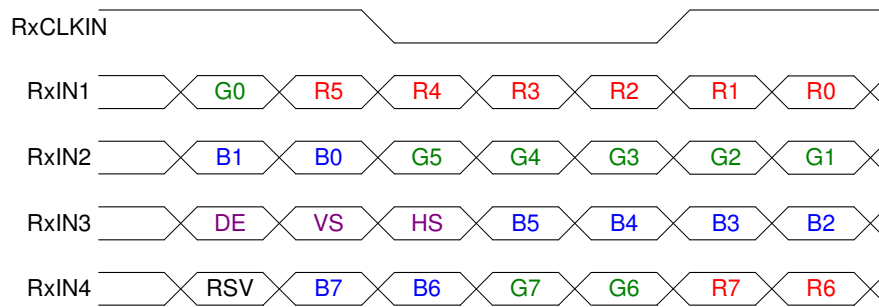 RxCLKIN
RxIN1 G0 R5 R4 R3 R2 R1 R0
RxIN2 B1 B0 G5 G4 G3 G2 G1
RxIN3 DE VS HS B5 B4 B3 B2
RxIN4 RSV B7 B6 G7 G6 R7 R6